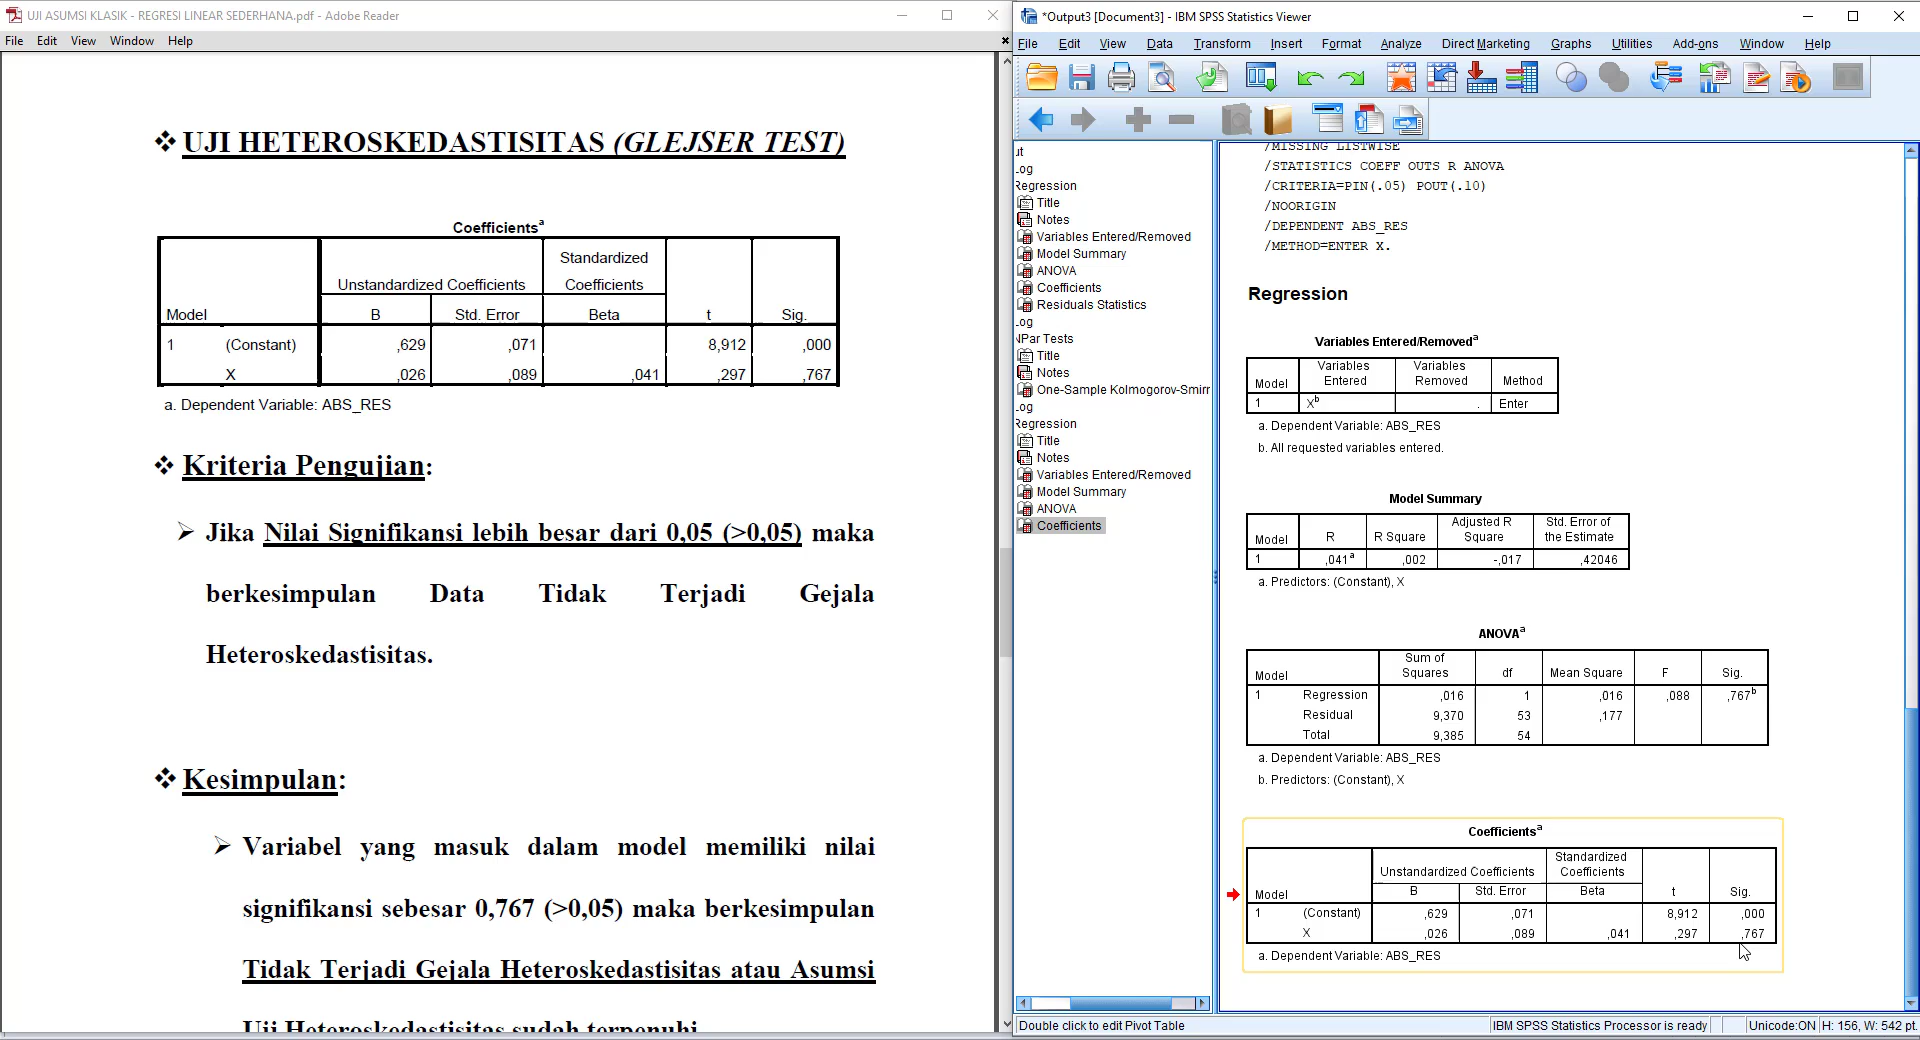 UJI ASUMSI KLASIK - REGRESI LINEAR SEDERHANA.pdf - Adobe Reader
File Edit View Window Help
❖ UJI HETEROSKEDASTISITAS (GLEJSER TEST)
Coefficientsa
Model Unstandardized Coefficients Standardized Coefficients t Sig.
B Std. Error Beta
1 (Constant) ,629 ,071 8,912 ,000
X ,026 ,089 ,041 ,297 ,767
a. Dependent Variable: ABS_RES
❖ Kriteria Pengujian:
➢ Jika Nilai Signifikansi lebih besar dari 0,05 (>0,05) maka
berkesimpulan Data Tidak Terjadi Gejala
Heteroskedastisitas.
❖ Kesimpulan:
➢ Variabel yang masuk dalam model memiliki nilai
signifikansi sebesar 0,767 (>0,05) maka berkesimpulan
Tidak Terjadi Gejala Heteroskedastisitas atau Asumsi
Uji Heteroskedastisitas sudah terpenuhi
*Output3 [Document3] - IBM SPSS Statistics Viewer
File Edit View Data Transform Insert Format Analyze Direct Marketing Graphs Utilities Add-ons Window Help
ut
Log
Regression
Title
Notes
Variables Entered/Removed
Model Summary
ANOVA
Coefficients
Residuals Statistics
Log
NPar Tests
Title
Notes
One-Sample Kolmogorov-Smirr
Log
Regression
Title
Notes
Variables Entered/Removed
Model Summary
ANOVA
Coefficients
/MISSING LISTWISE
/STATISTICS COEFF OUTS R ANOVA
/CRITERIA=PIN(.05) POUT(.10)
/NOORIGIN
/DEPENDENT ABS_RES
/METHOD=ENTER X.
Regression
Variables Entered/Removeda
Model Variables Entered Variables Removed Method
1 Xb . Enter
a. Dependent Variable: ABS_RES
b. All requested variables entered.
Model Summary
Model R R Square Adjusted R Square Std. Error of the Estimate
1 ,041a ,002 -,017 ,42046
a. Predictors: (Constant), X
ANOVAa
Model Sum of Squares df Mean Square F Sig.
1 Regression ,016 1 ,016 ,088 ,767b
Residual 9,370 53 ,177
Total 9,385 54
a. Dependent Variable: ABS_RES
b. Predictors: (Constant), X
Coefficientsa
Model Unstandardized Coefficients Standardized Coefficients t Sig.
B Std. Error Beta
1 (Constant) ,629 ,071 8,912 ,000
X ,026 ,089 ,041 ,297 ,767
a. Dependent Variable: ABS_RES
Double click to edit Pivot Table
IBM SPSS Statistics Processor is ready Unicode:ON H: 156, W: 542 pt.